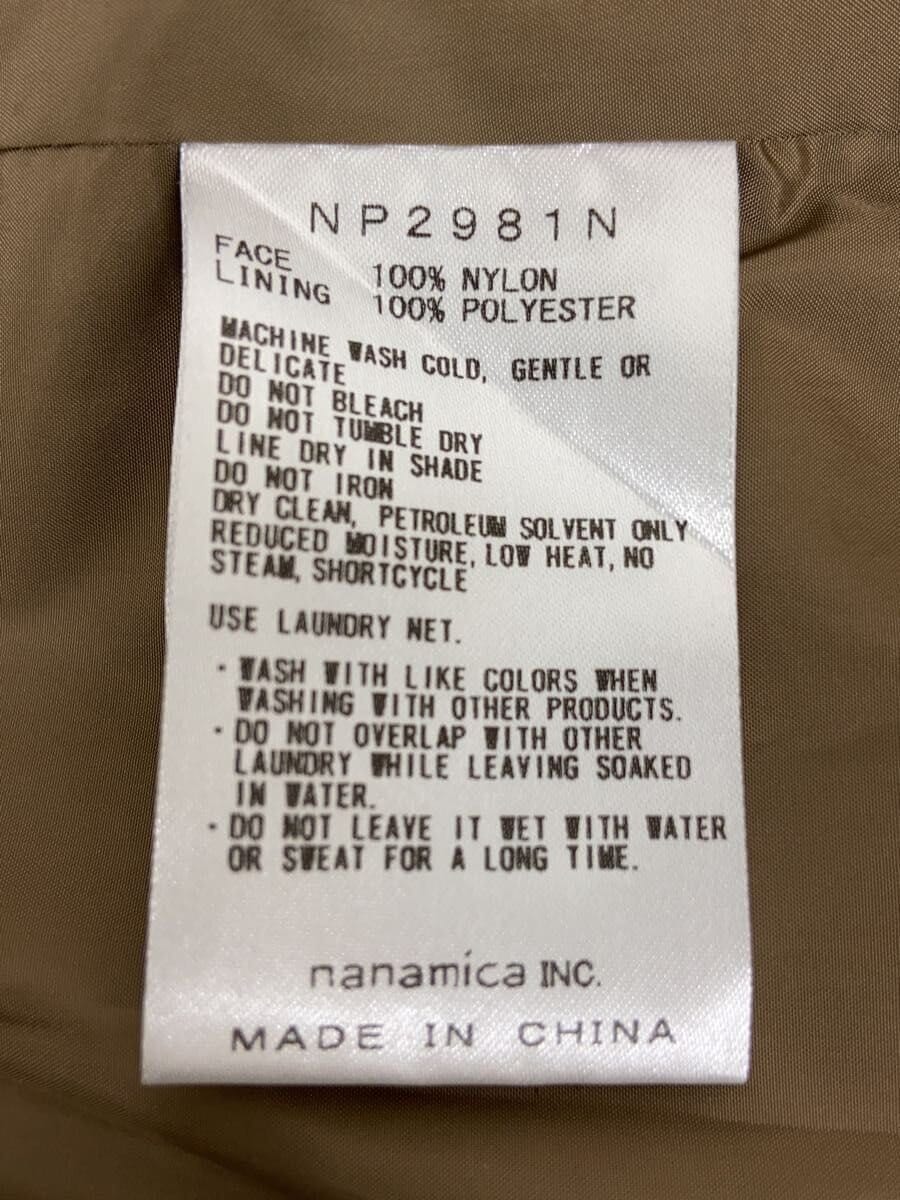 NP2981N
FACE 100% NYLON
LINING 100% POLYESTER
MACHINE WASH COLD, GENTLE OR
DELICATE
DO NOT BLEACH
DO NOT TUMBLE DRY
LINE DRY IN SHADE
DO NOT IRON
DRY CLEAN, PETROLEUM SOLVENT ONLY
REDUCED MOISTURE, LOW HEAT, NO
STEAM, SHORTCYCLE
USE LAUNDRY NET.
・WASH WITH LIKE COLORS WHEN
WASHING WITH OTHER PRODUCTS.
・DO NOT OVERLAP WITH OTHER
LAUNDRY WHILE LEAVING SOAKED
IN WATER.
・DO NOT LEAVE IT WET WITH WATER
OR SWEAT FOR A LONG TIME.
nanamica INC.
MADE IN CHINA